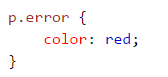 p.error {
    color: red;
}